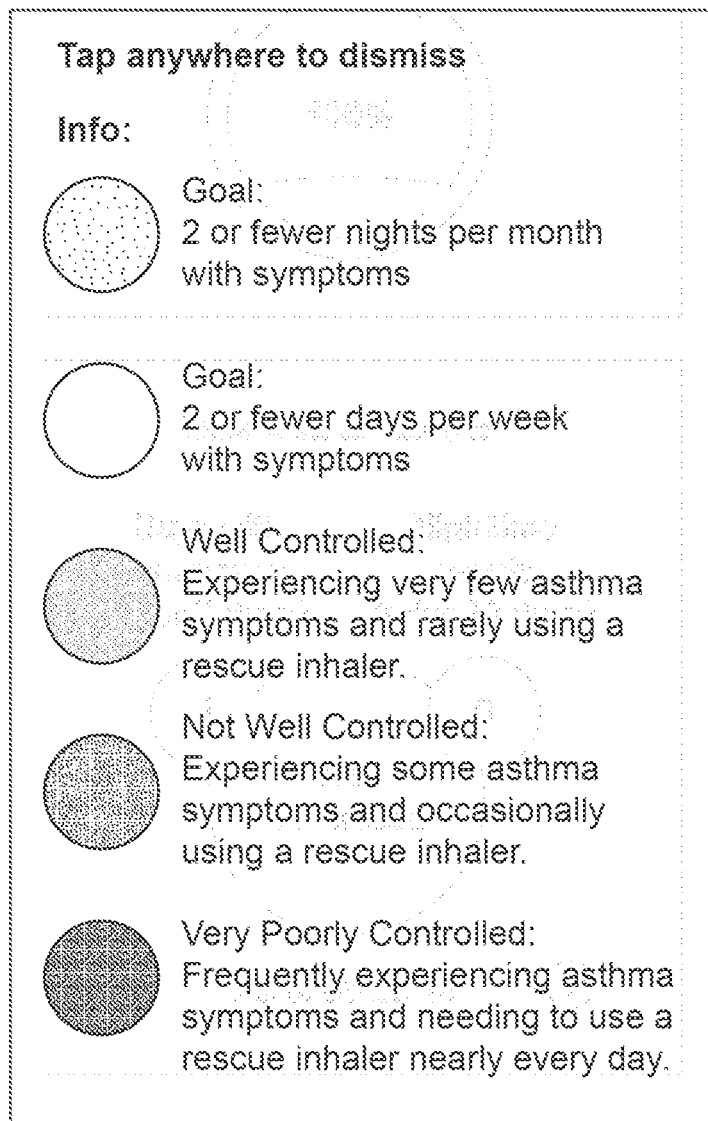 Tap anywhere to dismiss
100%
Info:
Goal:
2 or fewer nights per month
with symptoms
Goal:
2 or fewer days per week
with symptoms
Well Controlled:
Experiencing very few asthma
symptoms and rarely using a
rescue inhaler.
Not Well Controlled:
Experiencing some asthma
symptoms and occasionally
using a rescue inhaler.
Very Poorly Controlled:
Frequently experiencing asthma
symptoms and needing to use a
rescue inhaler nearly every day.